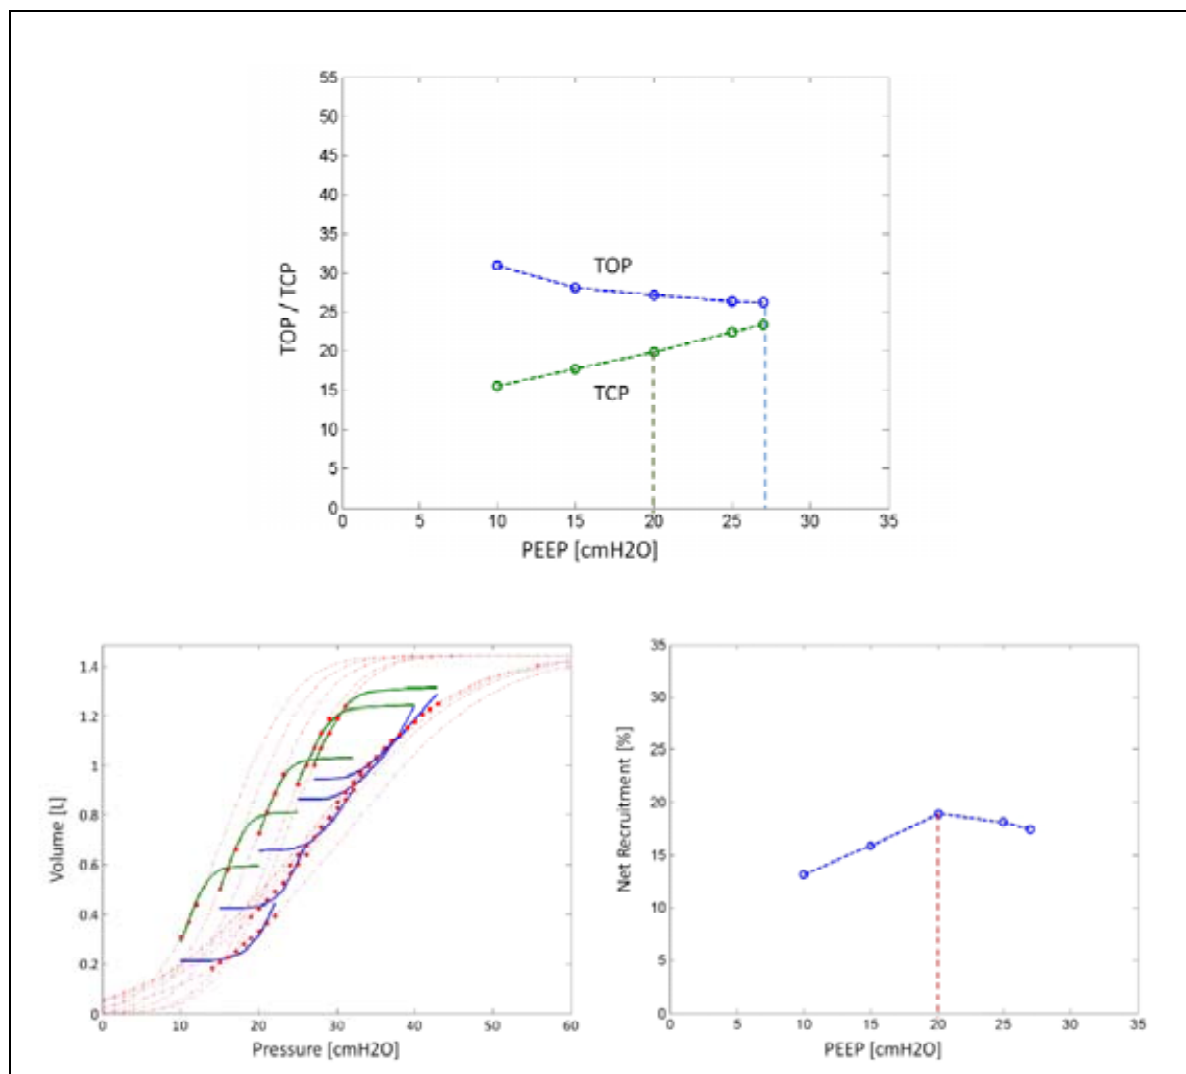 55
50
45
40
35
30
25
20
15
10
5
0
TOP / TCP
TOP
TCP
0 5 10 15 20 25 30 35
PEEP [cmH2O]
1.4
1.2
1
0.8
0.6
0.4
0.2
0
Volume [L]
0 10 20 30 40 50 60
Pressure [cmH2O]
35
30
25
20
15
10
5
0
Net Recruitment [%]
0 5 10 15 20 25 30 35
PEEP [cmH2O]